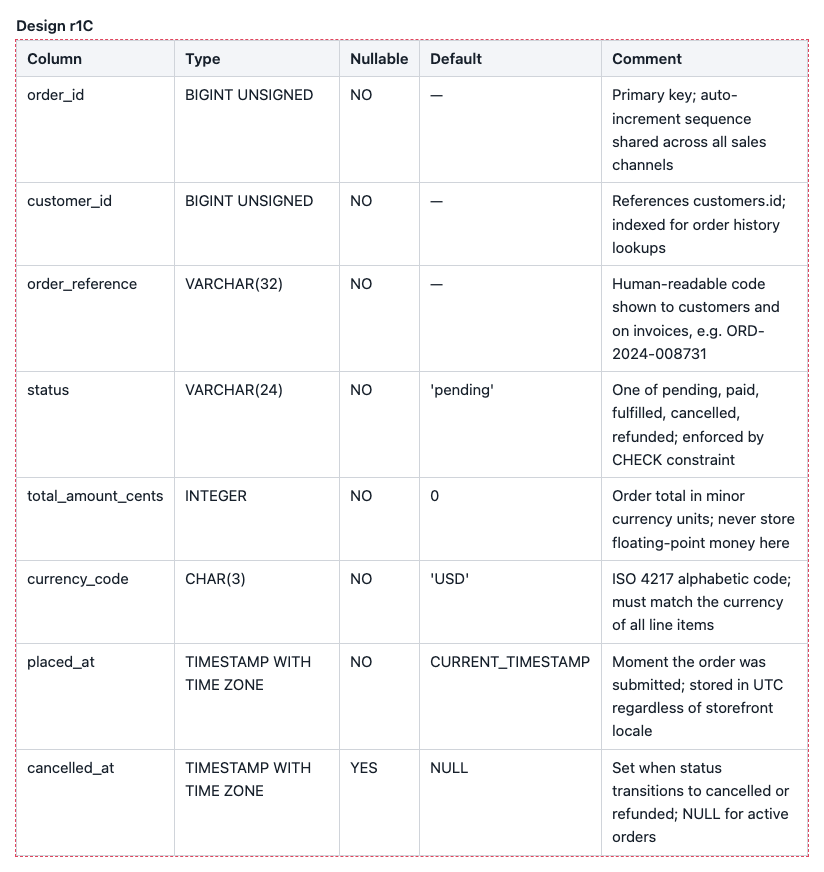 Design r1C
Column Type Nullable Default Comment
order_id BIGINT UNSIGNED NO — Primary key; auto-
increment sequence
shared across all sales
channels
customer_id BIGINT UNSIGNED NO — References customers.id;
indexed for order history
lookups
order_reference VARCHAR(32) NO — Human-readable code
shown to customers and
on invoices, e.g. ORD-
2024-008731
status VARCHAR(24) NO 'pending' One of pending, paid,
fulfilled, cancelled,
refunded; enforced by
CHECK constraint
total_amount_cents INTEGER NO 0 Order total in minor
currency units; never store
floating-point money here
currency_code CHAR(3) NO 'USD' ISO 4217 alphabetic code;
must match the currency
of all line items
placed_at TIMESTAMP WITH NO CURRENT_TIMESTAMP Moment the order was
TIME ZONE submitted; stored in UTC
regardless of storefront
locale
cancelled_at TIMESTAMP WITH YES NULL Set when status
TIME ZONE transitions to cancelled or
refunded; NULL for active
orders